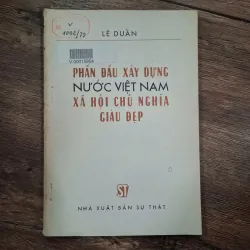 LÊ DUẨN
PHẤN ĐẤU XÂY DỰNG
NƯỚC VIỆT NAM
XÃ HỘI CHỦ NGHĨA
GIÀU ĐẸP
ST
NHÀ XUẤT BẢN SỰ THẬT